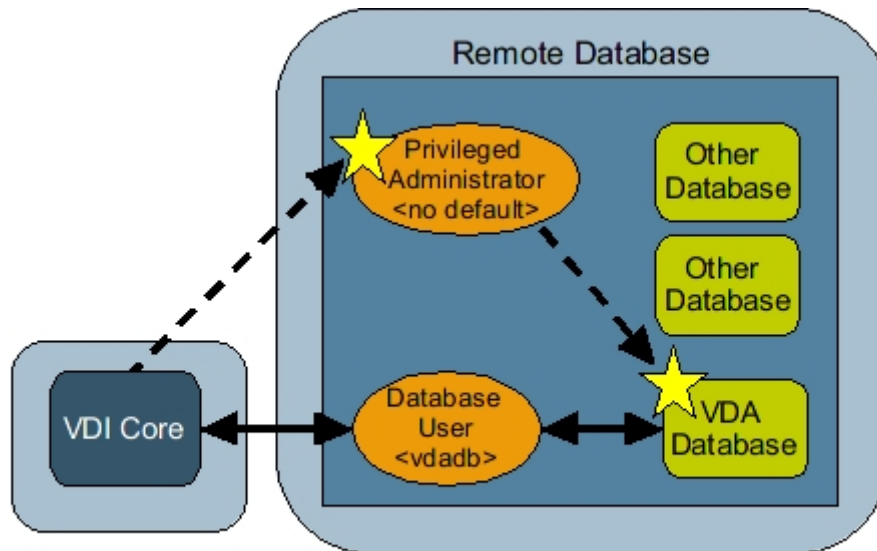 Remote Database
Privileged
Administrator
<no default>
Other
Database
Other
Database
VDI Core
Database
User
<vdadb>
VDA
Database